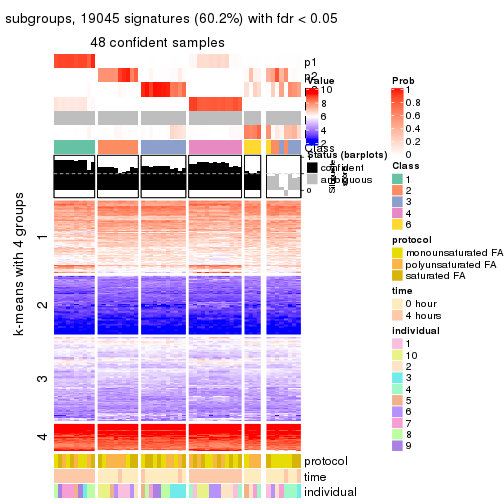 subgroups, 19045 signatures (60.2%) with fdr < 0.05
48 confident samples
p1
p2
Class
k-means with 4 groups
1
2
3
4
protocol
time
individual
Value
10
Status (barplots)
confident
ambiguous
0
Prob
1
0.8
0.6
0.4
0.2
0
Class
1
2
3
4
6
protocol
monounsaturated FA
polyunsaturated FA
saturated FA
time
0 hour
4 hours
individual
1
10
2
3
4
5
6
7
8
9